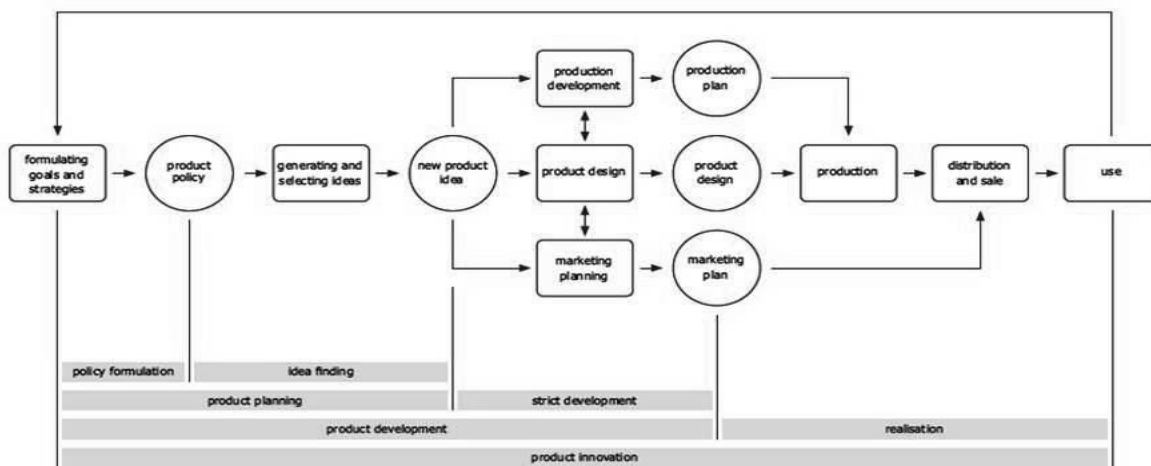 production
development
production
plan
formulating
goals and
strategies
product
policy
generating and
selecting ideas
new product
idea
product design
product
design
production
distribution
and sale
use
marketing
planning
marketing
plan
policy formulation
idea finding
product planning
strict development
product development
realisation
product innovation